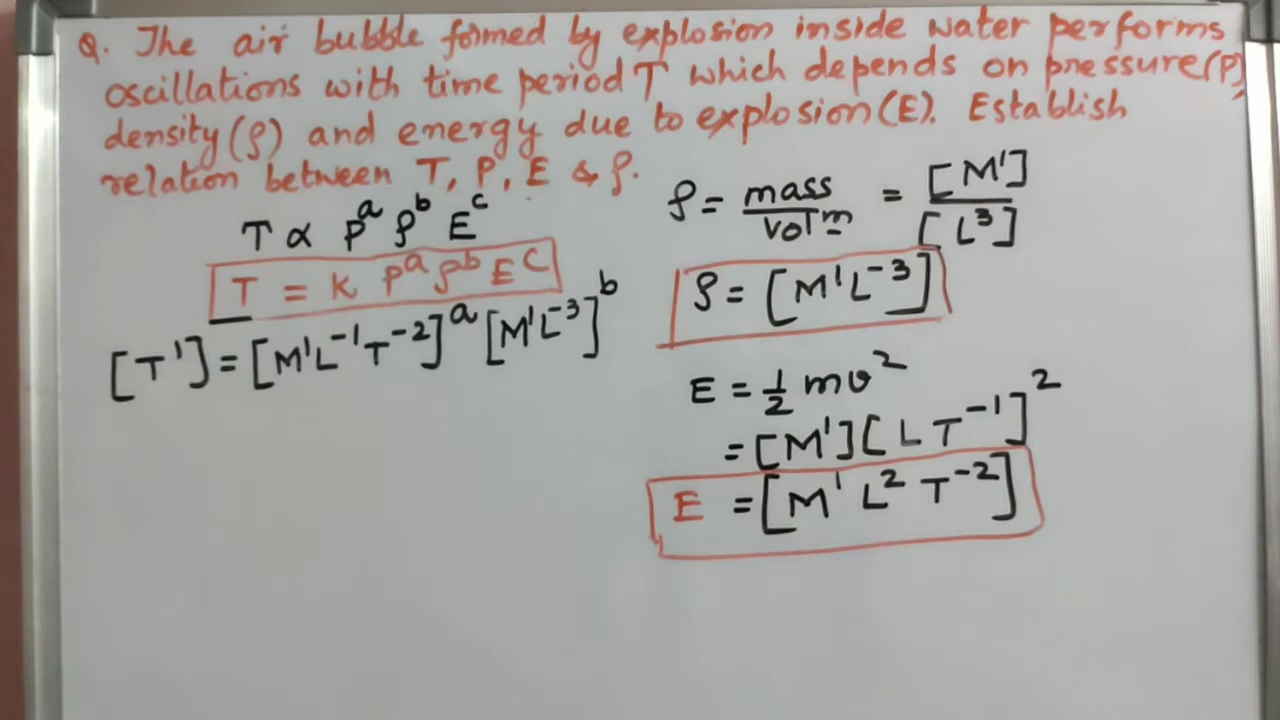 Q. The air bubble formed by explosion inside water performs
oscillations with time period T which depends on pressure(P),
density(ρ) and energy due to explosion(E). Establish
relation between T, P, E & ρ.
T ∝ P^a ρ^b E^c
T = K P^a ρ^b E^c
[T¹] = [M¹L⁻¹T⁻²]^a [M¹L⁻³]^b
ρ = mass/volm = [M¹]/[L³]
ρ = [M¹L⁻³]
E = 1/2 mv²
= [M¹][LT⁻¹]²
E = [M¹ L² T⁻²]